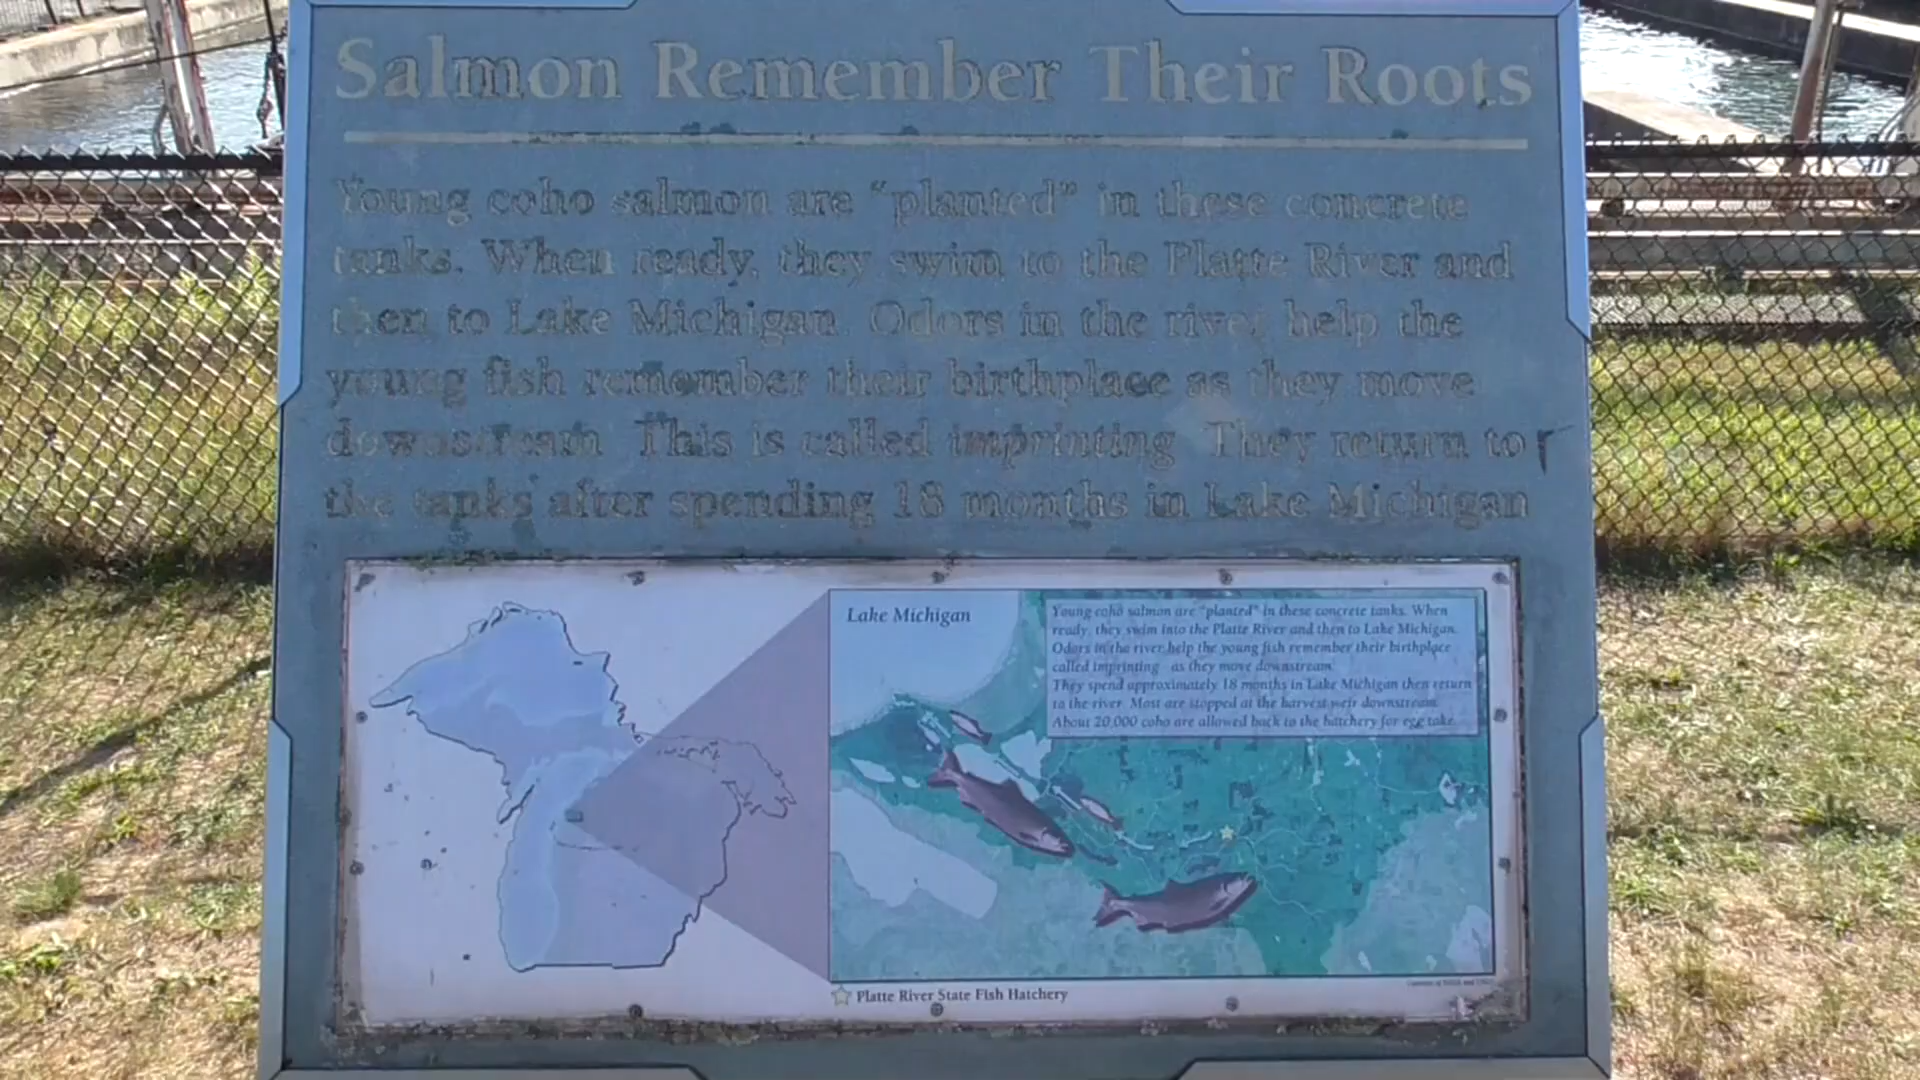 Salmon Remember Their Roots
Young coho salmon are “planted” in these concrete
tanks. When ready, they swim to the Platte River and
then to Lake Michigan. Odors in the river help the
young fish remember their birthplace as they move
downstream. This is called imprinting. They return to
the tanks after spending 18 months in Lake Michigan
Lake Michigan
Young coho salmon are "planted" in these concrete tanks. When
ready, they swim into the Platte River and then to Lake Michigan.
Odors in the river help the young fish remember their birthplace
called imprinting as they move downstream.
They spend approximately 18 months in Lake Michigan then return
to the river. Most are stopped at the harvest weir downstream.
About 20,000 coho are allowed back to the hatchery for egg take.
Platte River State Fish Hatchery